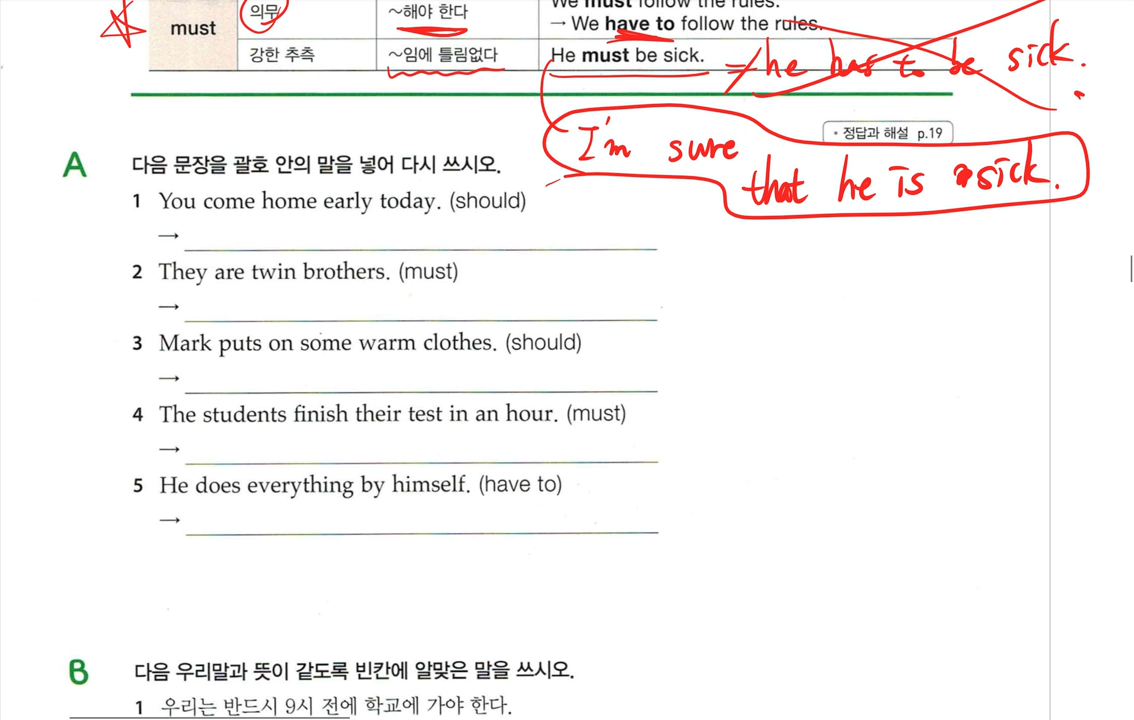 We must follow the rules.
must 의무 ~해야 한다 → We have to follow the rules.
강한 추측 ~임에 틀림없다 He must be sick. ≠ he has to be sick.
• 정답과 해설 p.19
I'm sure
that he is sick.
A 다음 문장을 괄호 안의 말을 넣어 다시 쓰시오.
1 You come home early today. (should)
→
2 They are twin brothers. (must)
→
3 Mark puts on some warm clothes. (should)
→
4 The students finish their test in an hour. (must)
→
5 He does everything by himself. (have to)
→
B 다음 우리말과 뜻이 같도록 빈칸에 알맞은 말을 쓰시오.
1 우리는 반드시 9시 전에 학교에 가야 한다.